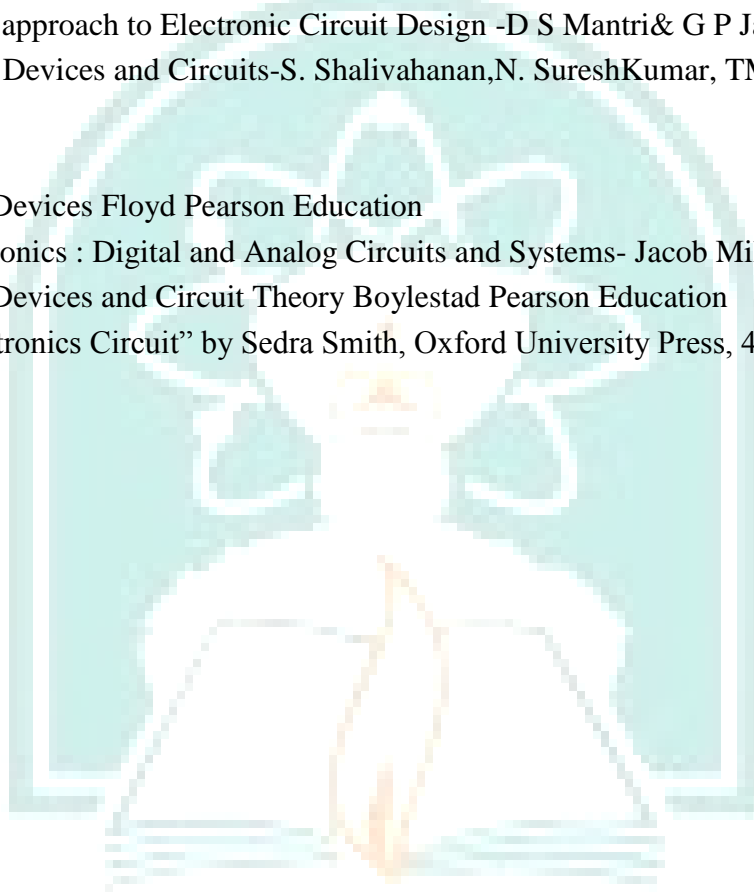 approach to Electronic Circuit Design -D S Mantri& G P Ja
Devices and Circuits-S. Shalivahanan,N. SureshKumar, TM
Devices Floyd Pearson Education
onics : Digital and Analog Circuits and Systems- Jacob Mi
Devices and Circuit Theory Boylestad Pearson Education
tronics Circuit” by Sedra Smith, Oxford University Press, 4